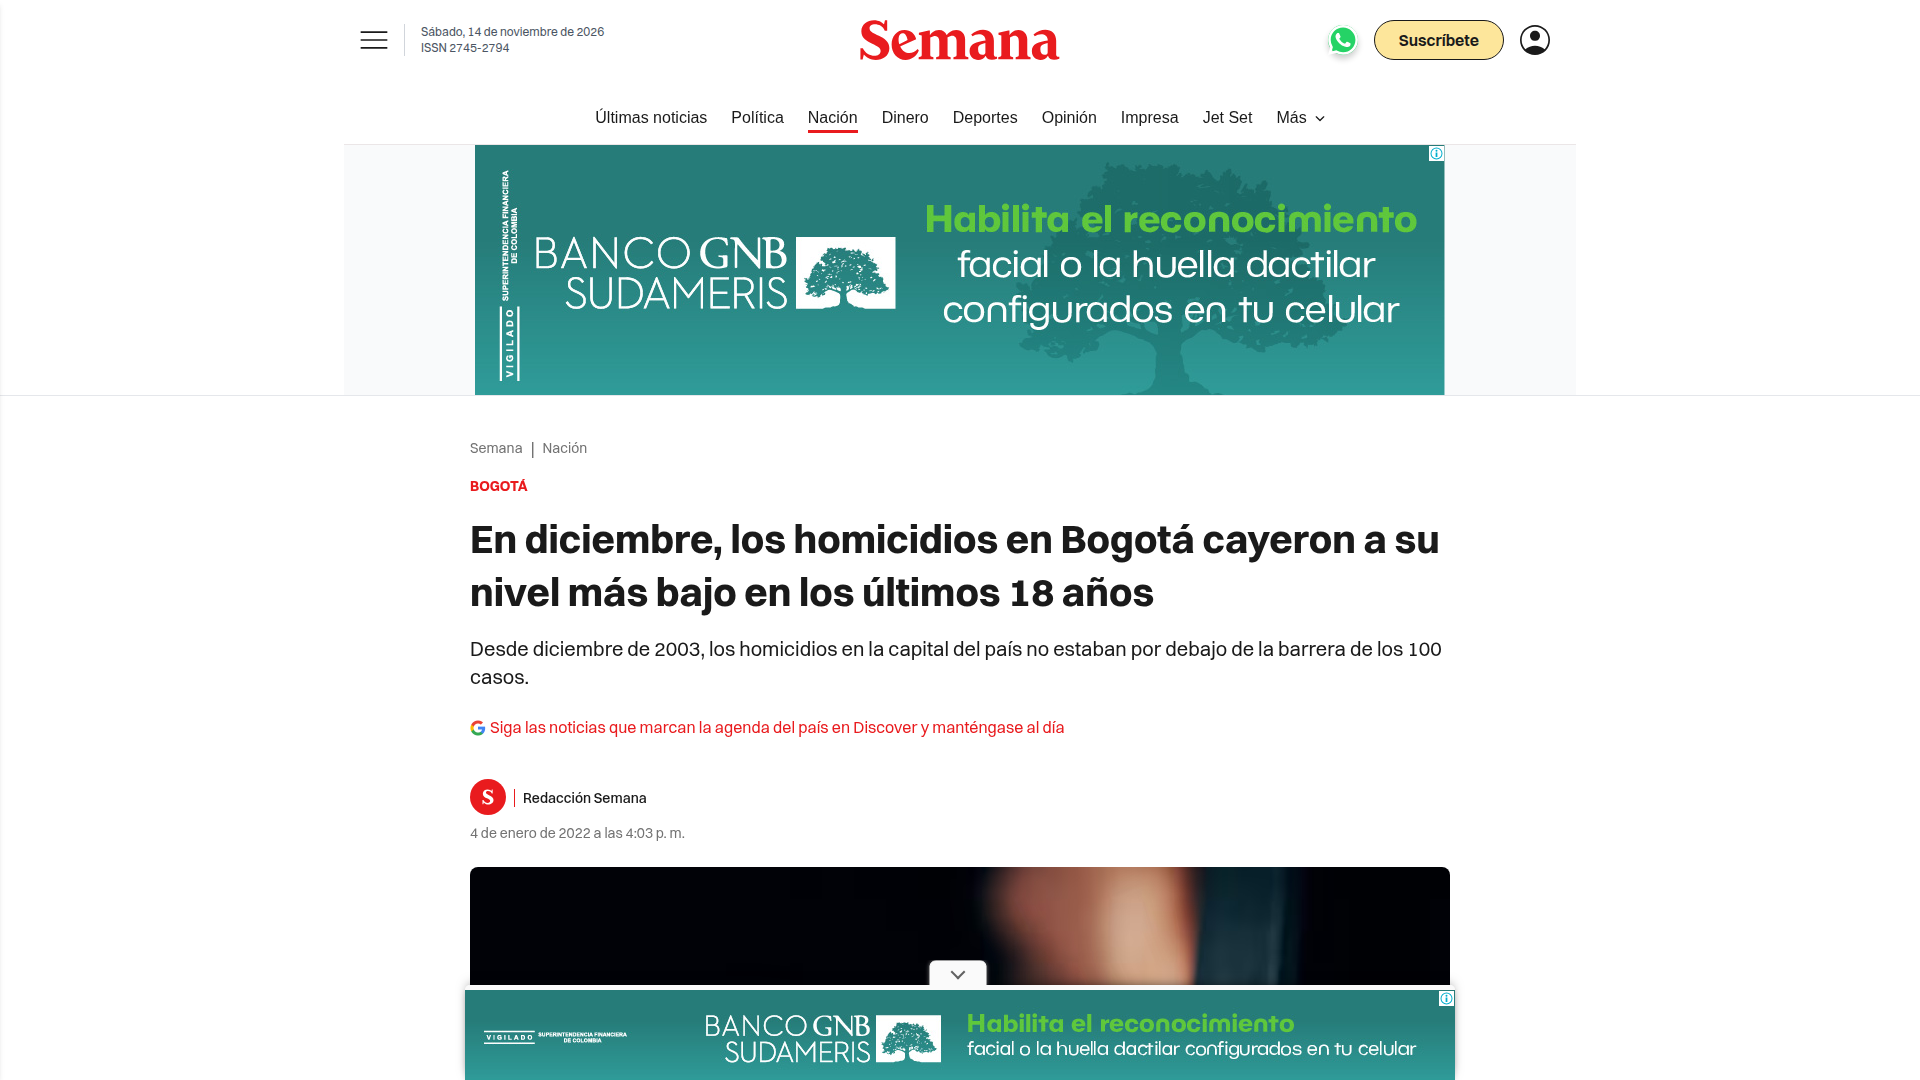 Sábado, 14 de noviembre de 2026
ISSN 2745-2794
Semana
Suscríbete
Últimas noticias Política Nación Dinero Deportes Opinión Impresa Jet Set Más
VIGILADO SUPERINTENDENCIA FINANCIERA
DE COLOMBIA
BANCO GNB
SUDAMERIS
Habilita el reconocimiento
facial o la huella dactilar
configurados en tu celular
Semana | Nación
BOGOTÁ
En diciembre, los homicidios en Bogotá cayeron a su
nivel más bajo en los últimos 18 años
Desde diciembre de 2003, los homicidios en la capital del país no estaban por debajo de la barrera de los 100
casos.
Siga las noticias que marcan la agenda del país en Discover y manténgase al día
S | Redacción Semana
4 de enero de 2022 a las 4:03 p. m.
VIGILADO SUPERINTENDENCIA FINANCIERA
DE COLOMBIA
BANCO GNB
SUDAMERIS
Habilita el reconocimiento
facial o la huella dactilar configurados en tu celular